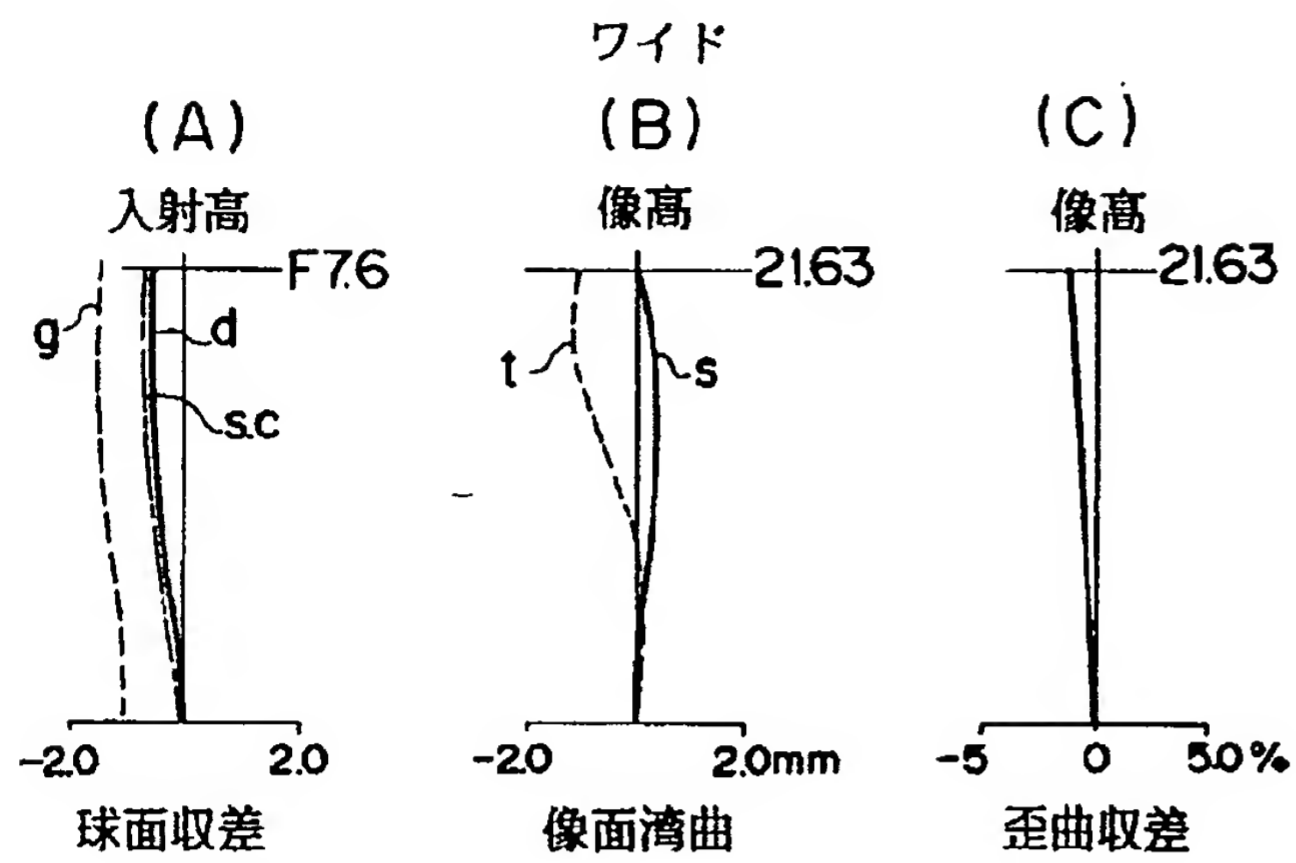 ワイド
(A)
入射高
F7.6
g
d
s.c
-2.0
2.0
球面収差
(B)
像高
21.63
t
s
-2.0
2.0mm
像面湾曲
(C)
像高
21.63
-5
0
5.0%
歪曲収差